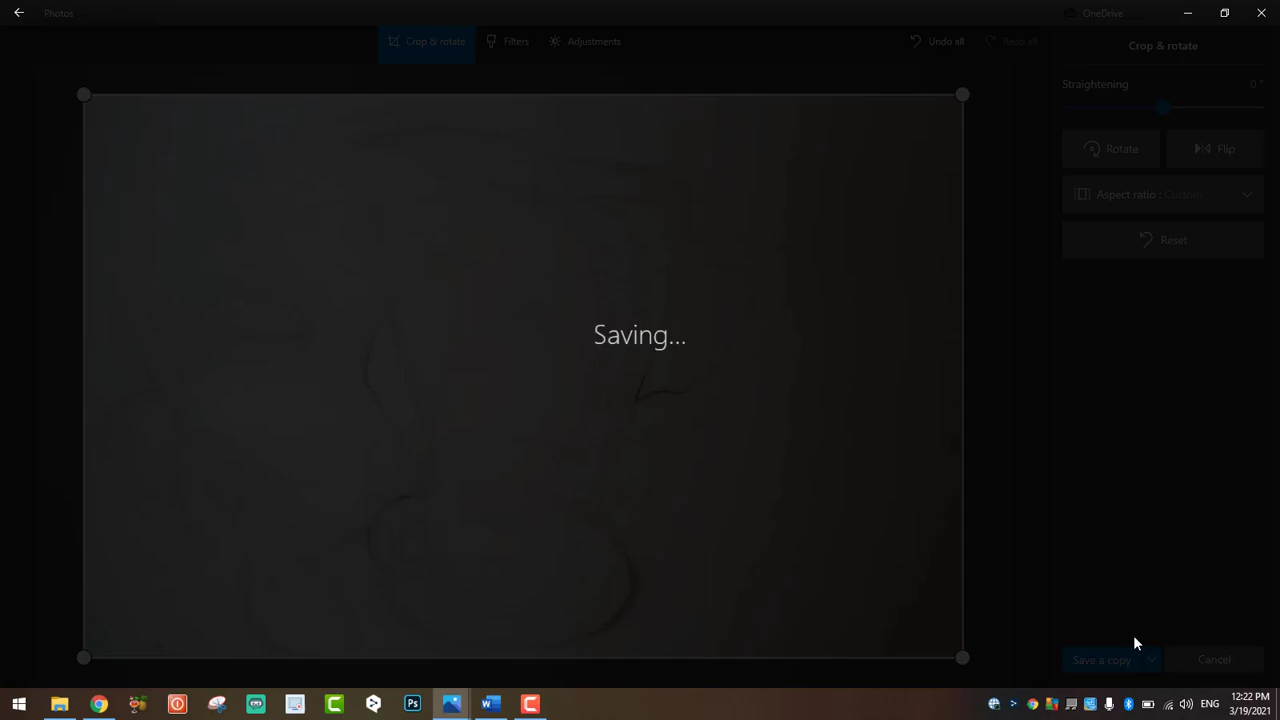 Photos
OneDrive
Crop & rotate
Filters
Adjustments
Undo all
Redo all
Crop & rotate
Straightening
0 °
Rotate
Flip
Aspect ratio : Custom
Reset
Saving...
Save a copy
Cancel
Ps
W
ENG
12:22 PM
3/19/2021